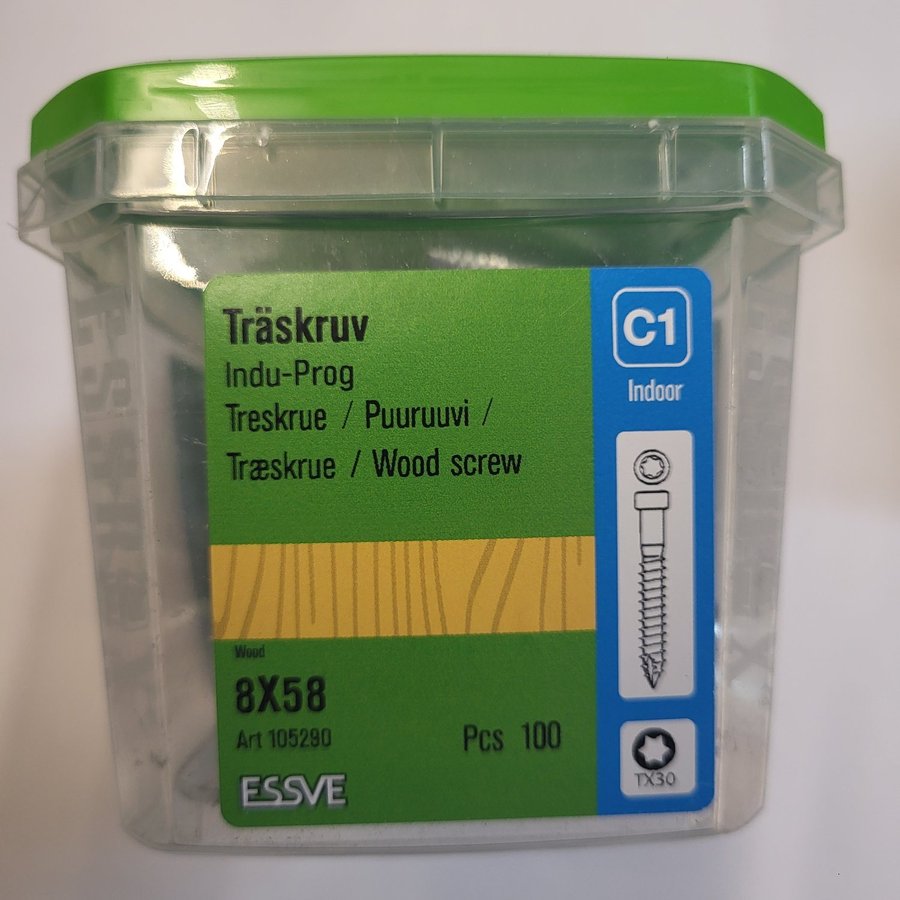 Träskruv
Indu-Prog
Treskrue / Puuruuvi /
Træskrue / Wood screw
Wood
8X58
Art 105290
Pcs 100
ESSVE
C1
Indoor
TX30